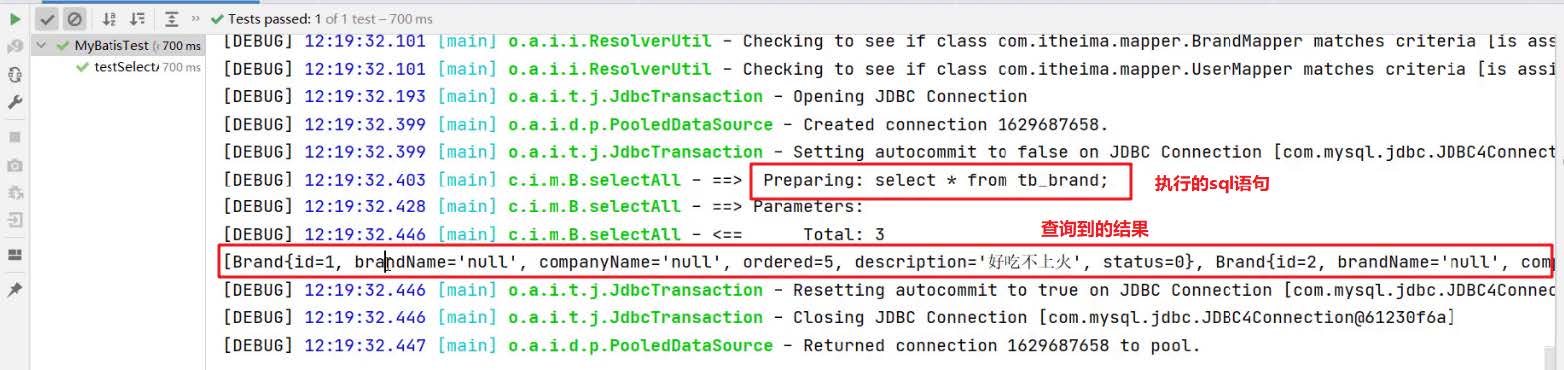 Tests passed: 1 of 1 test – 700 ms
MyBatisTest ( 700 ms
testSelectA 700 ms
[DEBUG] 12:19:32.101 [main] o.a.i.i.ResolverUtil - Checking to see if class com.itheima.mapper.BrandMapper matches criteria [is ass
[DEBUG] 12:19:32.101 [main] o.a.i.i.ResolverUtil - Checking to see if class com.itheima.mapper.UserMapper matches criteria [is assi
[DEBUG] 12:19:32.193 [main] o.a.i.t.j.JdbcTransaction - Opening JDBC Connection
[DEBUG] 12:19:32.399 [main] o.a.i.d.p.PooledDataSource - Created connection 1629687658.
[DEBUG] 12:19:32.399 [main] o.a.i.t.j.JdbcTransaction - Setting autocommit to false on JDBC Connection [com.mysql.jdbc.JDBC4Connect
[DEBUG] 12:19:32.403 [main] c.i.m.B.selectAll - ==> Preparing: select * from tb_brand; 执行的sql语句
[DEBUG] 12:19:32.428 [main] c.i.m.B.selectAll - ==> Parameters:
[DEBUG] 12:19:32.446 [main] c.i.m.B.selectAll - <== Total: 3 查询到的结果
[Brand{id=1, brandName='null', companyName='null', ordered=5, description='好吃不上火', status=0}, Brand{id=2, brandName='null', com
[DEBUG] 12:19:32.446 [main] o.a.i.t.j.JdbcTransaction - Resetting autocommit to true on JDBC Connection [com.mysql.jdbc.JDBC4Connec
[DEBUG] 12:19:32.446 [main] o.a.i.t.j.JdbcTransaction - Closing JDBC Connection [com.mysql.jdbc.JDBC4Connection@61230f6a]
[DEBUG] 12:19:32.447 [main] o.a.i.d.p.PooledDataSource - Returned connection 1629687658 to pool.